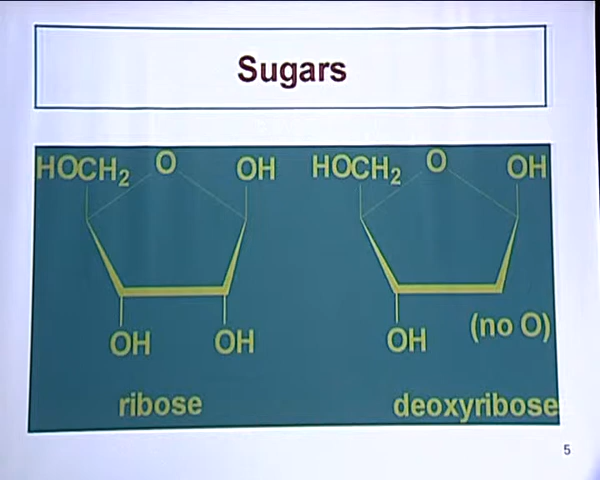 Sugars
HOCH2 O OH HOCH2 O OH
OH OH OH (no O)
ribose deoxyribose
5